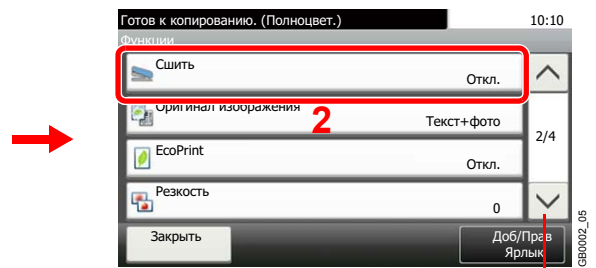 Готов к копированию. (Полноцвет.) 10:10
Функции
Сшить
Откл.
Оригинал изображения
2
Текст+фото
2/4
EcoPrint
Откл.
Резкость
0
Закрыть
Доб/Прав
Ярлык
GB0002_05